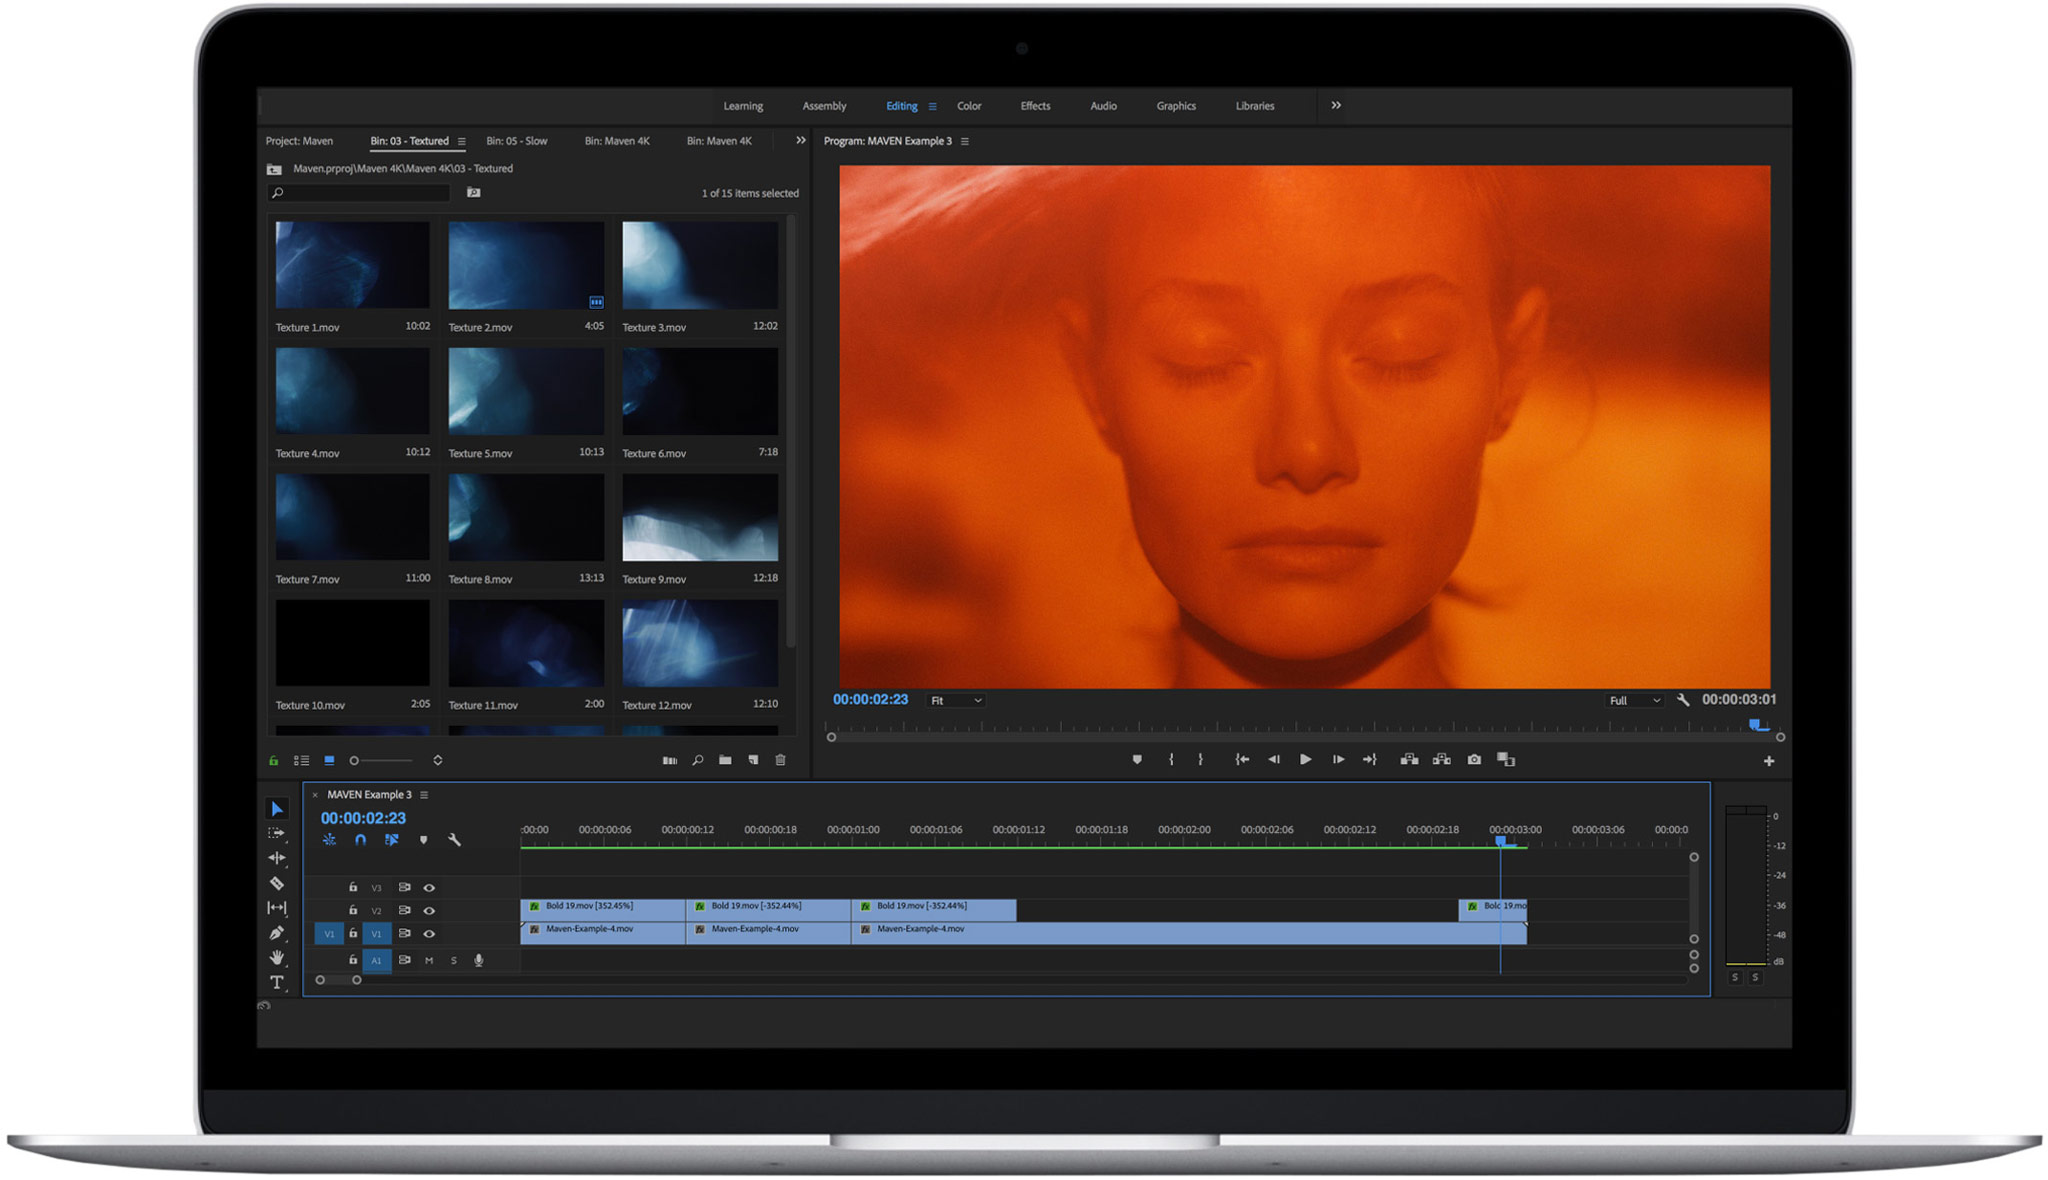 Learning Assembly Editing Color Effects Audio Graphics Libraries
Project: Maven Bin: 03 - Textured Bin: 05 - Slow Bin: Maven 4K Bin: Maven 4K
Maven.prproj\Maven 4K\Maven 4K\03 - Textured
1 of 15 items selected
Texture 1.mov 10:02 Texture 2.mov 4:05 Texture 3.mov 12:02
Texture 4.mov 10:12 Texture 5.mov 10:13 Texture 6.mov 7:18
Texture 7.mov 11:00 Texture 8.mov 13:13 Texture 9.mov 12:18
Texture 10.mov 2:05 Texture 11.mov 2:00 Texture 12.mov 12:10
Program: MAVEN Example 3
00:00:02:23 Fit Full 00:00:03:01
MAVEN Example 3
00:00:02:23
:00:00 00:00:00:06 00:00:00:12 00:00:00:18 00:00:01:00 00:00:01:06 00:00:01:12 00:00:01:18 00:00:02:00 00:00:02:06 00:00:02:12 00:00:02:18 00:00:03:00 00:00:03:06 00:00:0
V3
V2 fx Bold 19.mov [352.45%] fx Bold 19.mov [-352.44%] fx Bold 19.mov [-352.44%] fx Bold 19.mo
V1 V1 fx Maven-Example-4.mov fx Maven-Example-4.mov fx Maven-Example-4.mov
A1 M S
T
0
-12
-24
-36
-48
dB
S S